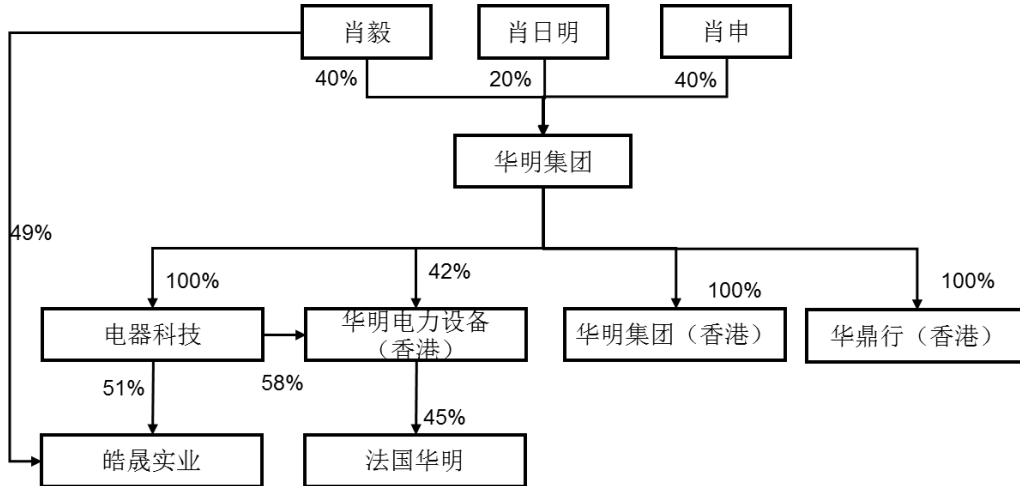 肖毅
肖日明
肖申
40%
20%
40%
华明集团
49%
100%
42%
100%
100%
电器科技
华明电力设备
（香港）
华明集团（香港）
华鼎行（香港）
51%
58%
45%
皓晟实业
法国华明